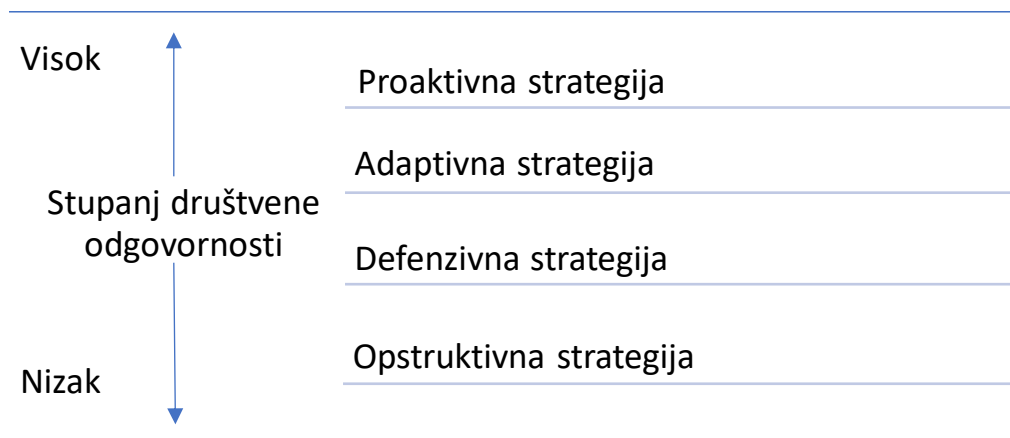 Visok
Proaktivna strategija
Adaptivna strategija
Stupanj društvene
odgovornosti
Defenzivna strategija
Opstruktivna strategija
Nizak